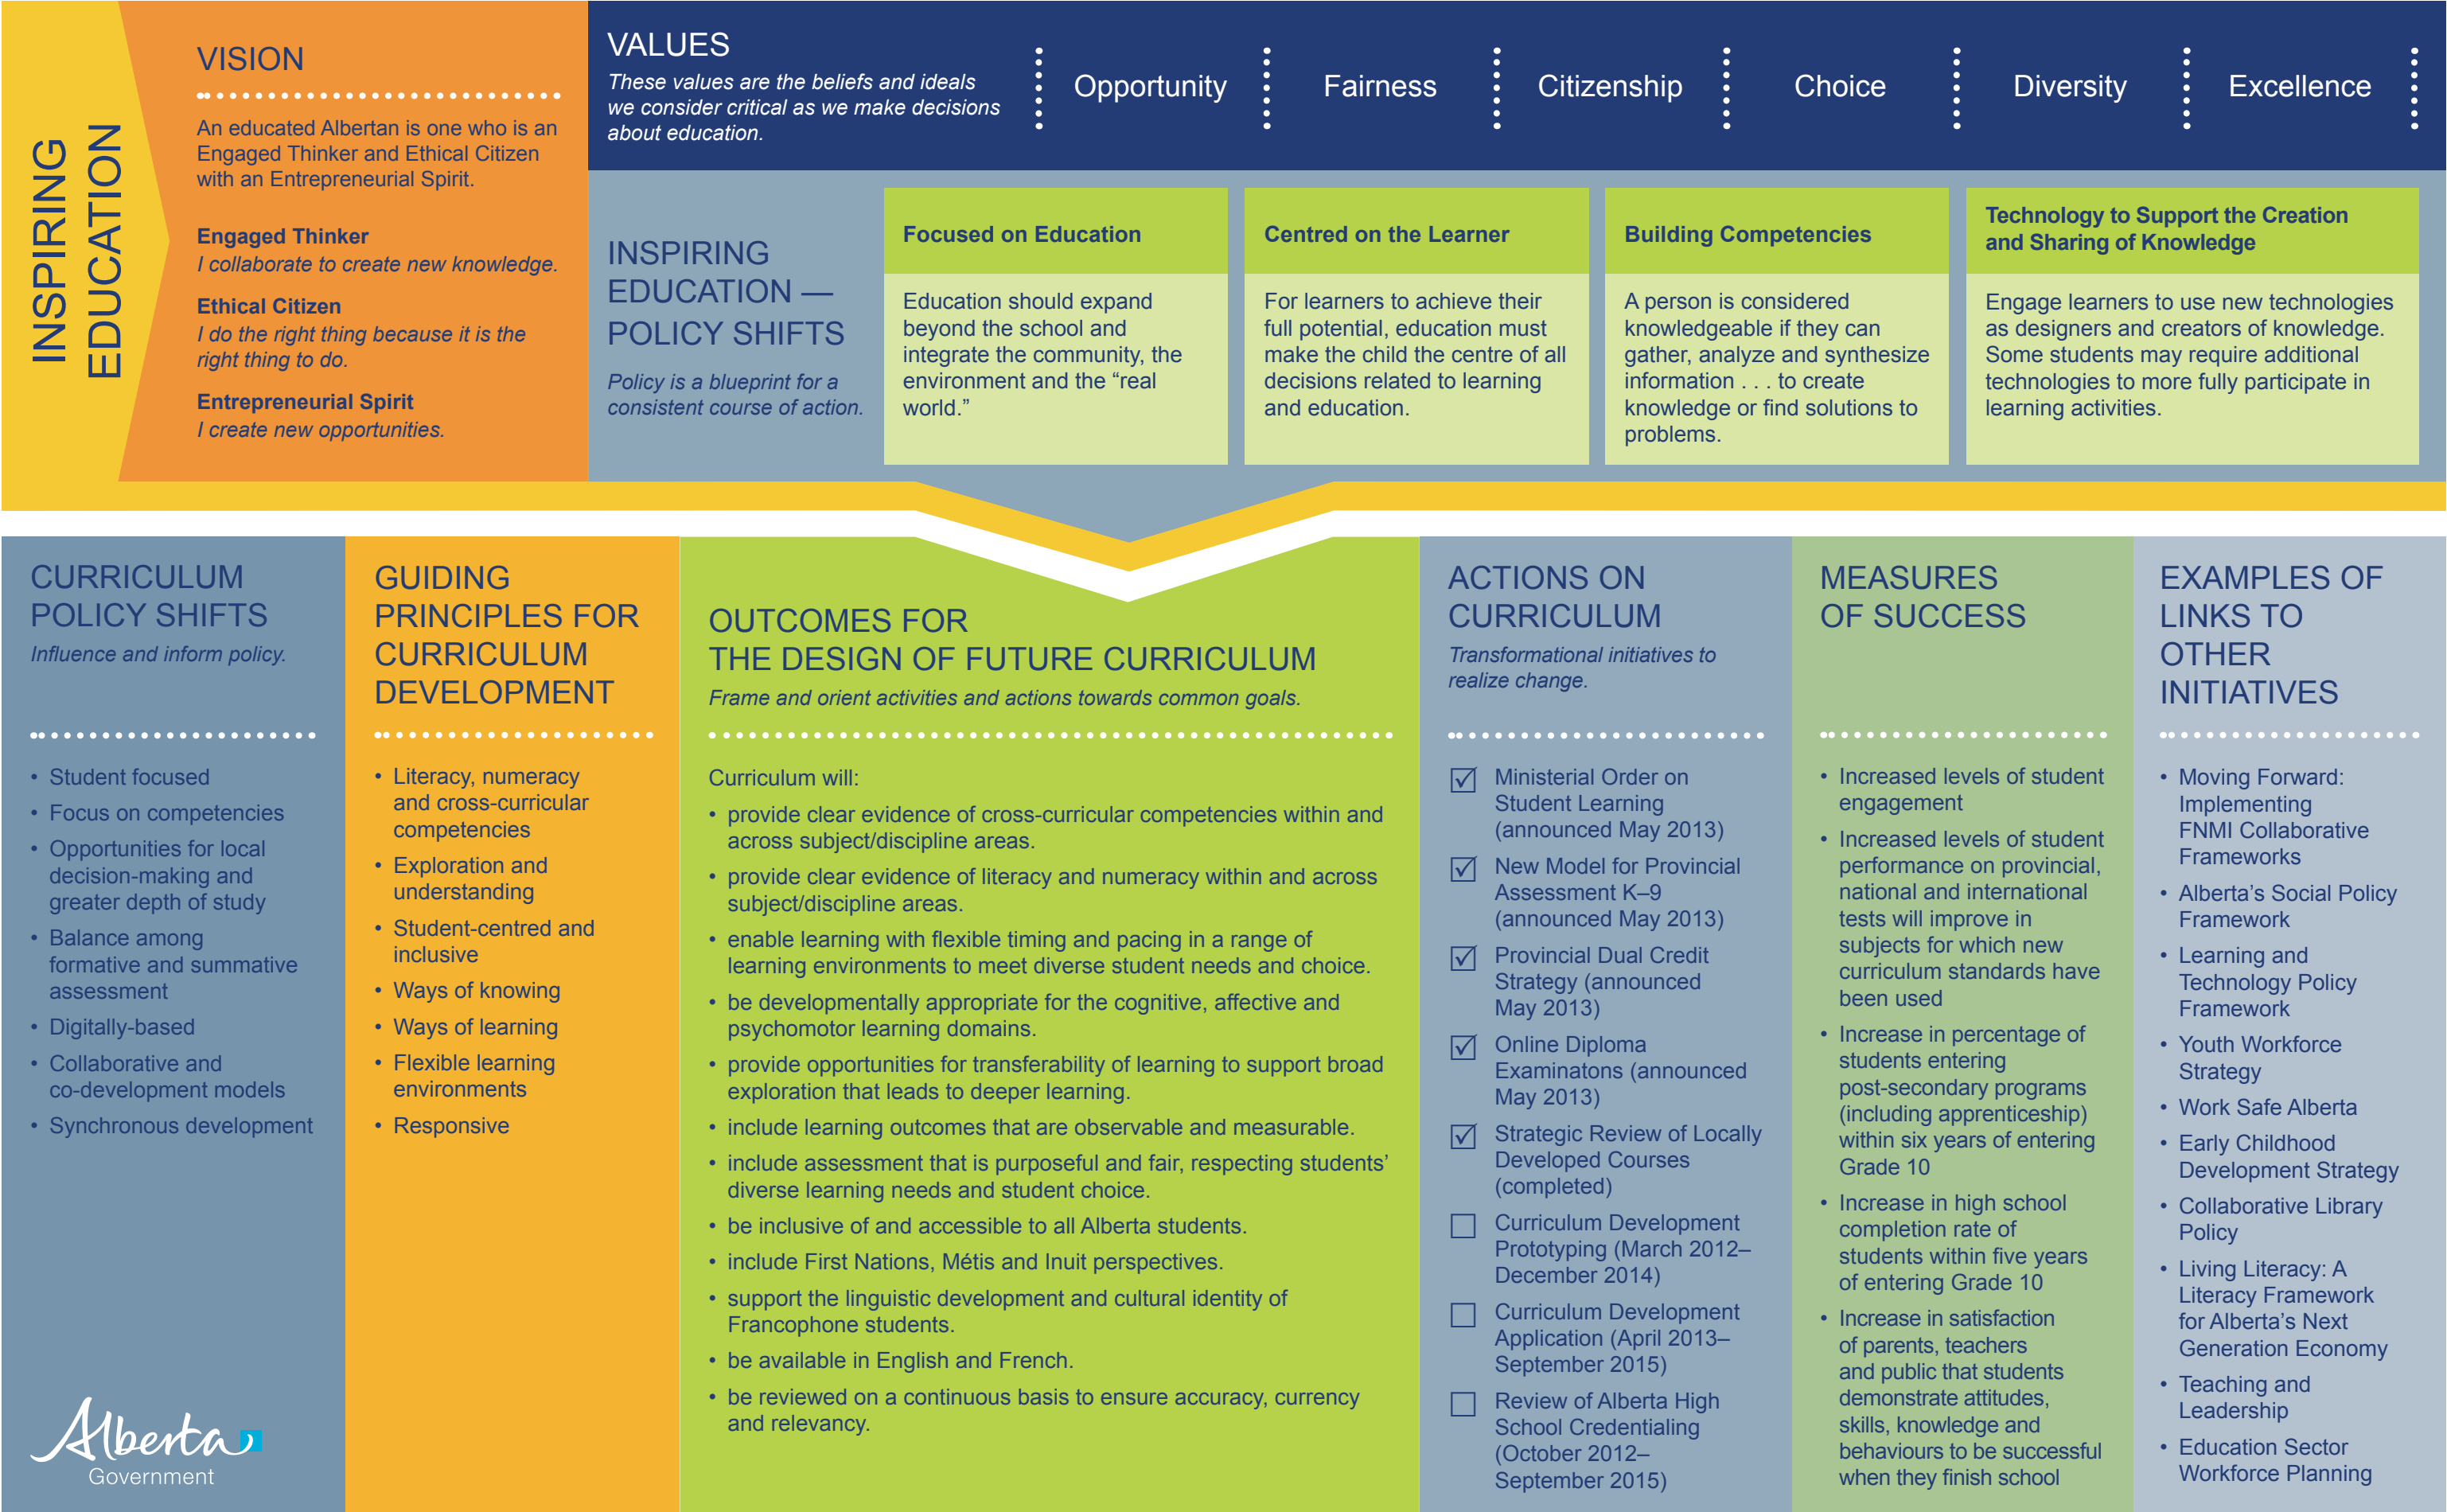 INSPIRING
EDUCATION
VISION
An educated Albertan is one who is an
Engaged Thinker and Ethical Citizen
with an Entrepreneurial Spirit.
Engaged Thinker
I collaborate to create new knowledge.
Ethical Citizen
I do the right thing because it is the
right thing to do.
Entrepreneurial Spirit
I create new opportunities.
VALUES
These values are the beliefs and ideals
we consider critical as we make decisions
about education.
Opportunity
Fairness
Citizenship
Choice
Diversity
Excellence
INSPIRING
EDUCATION —
POLICY SHIFTS
Policy is a blueprint for a
consistent course of action.
Focused on Education
Education should expand
beyond the school and
integrate the community, the
environment and the “real
world.”
Centred on the Learner
For learners to achieve their
full potential, education must
make the child the centre of all
decisions related to learning
and education.
Building Competencies
A person is considered
knowledgeable if they can
gather, analyze and synthesize
information . . . to create
knowledge or find solutions to
problems.
Technology to Support the Creation
and Sharing of Knowledge
Engage learners to use new technologies
as designers and creators of knowledge.
Some students may require additional
technologies to more fully participate in
learning activities.
CURRICULUM
POLICY SHIFTS
Influence and inform policy.
• Student focused
• Focus on competencies
• Opportunities for local
decision-making and
greater depth of study
• Balance among
formative and summative
assessment
• Digitally-based
• Collaborative and
co-development models
• Synchronous development
Alberta
Government
GUIDING
PRINCIPLES FOR
CURRICULUM
DEVELOPMENT
• Literacy, numeracy
and cross-curricular
competencies
• Exploration and
understanding
• Student-centred and
inclusive
• Ways of knowing
• Ways of learning
• Flexible learning
environments
• Responsive
OUTCOMES FOR
THE DESIGN OF FUTURE CURRICULUM
Frame and orient activities and actions towards common goals.
Curriculum will:
• provide clear evidence of cross-curricular competencies within and
across subject/discipline areas.
• provide clear evidence of literacy and numeracy within and across
subject/discipline areas.
• enable learning with flexible timing and pacing in a range of
learning environments to meet diverse student needs and choice.
• be developmentally appropriate for the cognitive, affective and
psychomotor learning domains.
• provide opportunities for transferability of learning to support broad
exploration that leads to deeper learning.
• include learning outcomes that are observable and measurable.
• include assessment that is purposeful and fair, respecting students’
diverse learning needs and student choice.
• be inclusive of and accessible to all Alberta students.
• include First Nations, Métis and Inuit perspectives.
• support the linguistic development and cultural identity of
Francophone students.
• be available in English and French.
• be reviewed on a continuous basis to ensure accuracy, currency
and relevancy.
ACTIONS ON
CURRICULUM
Transformational initiatives to
realize change.
☑ Ministerial Order on
Student Learning
(announced May 2013)
☑ New Model for Provincial
Assessment K–9
(announced May 2013)
☑ Provincial Dual Credit
Strategy (announced
May 2013)
☑ Online Diploma
Examinatons (announced
May 2013)
☑ Strategic Review of Locally
Developed Courses
(completed)
☐ Curriculum Development
Prototyping (March 2012–
December 2014)
☐ Curriculum Development
Application (April 2013–
September 2015)
☐ Review of Alberta High
School Credentialing
(October 2012–
September 2015)
MEASURES
OF SUCCESS
• Increased levels of student
engagement
• Increased levels of student
performance on provincial,
national and international
tests will improve in
subjects for which new
curriculum standards have
been used
• Increase in percentage of
students entering
post-secondary programs
(including apprenticeship)
within six years of entering
Grade 10
• Increase in high school
completion rate of
students within five years
of entering Grade 10
• Increase in satisfaction
of parents, teachers
and public that students
demonstrate attitudes,
skills, knowledge and
behaviours to be successful
when they finish school
EXAMPLES OF
LINKS TO
OTHER
INITIATIVES
• Moving Forward:
Implementing
FNMI Collaborative
Frameworks
• Alberta’s Social Policy
Framework
• Learning and
Technology Policy
Framework
• Youth Workforce
Strategy
• Work Safe Alberta
• Early Childhood
Development Strategy
• Collaborative Library
Policy
• Living Literacy: A
Literacy Framework
for Alberta’s Next
Generation Economy
• Teaching and
Leadership
• Education Sector
Workforce Planning